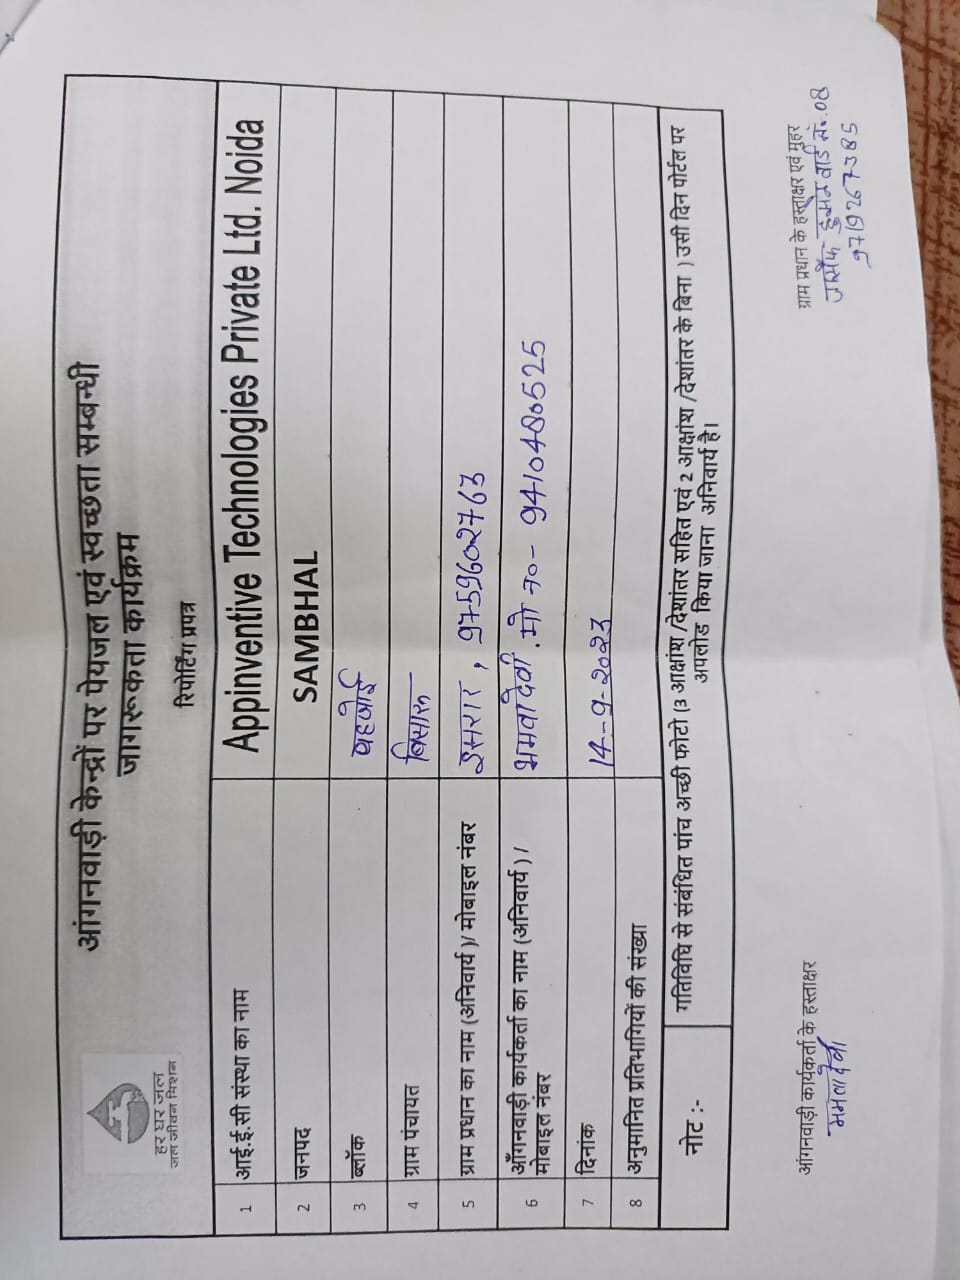 हर घर जल
जल जीवन मिशन
आंगनवाड़ी केन्द्रों पर पेयजल एवं स्वच्छता सम्बन्धी
जागरूकता कार्यक्रम
रिपोर्टिंग प्रपत्र
1 आई.ई.सी संस्था का नाम Appinventive Technologies Private Ltd. Noida
2 जनपद SAMBHAL
3 ब्लॉक
4 ग्राम पंचायत
5 ग्राम प्रधान का नाम (अनिवार्य )/ मोबाइल नंबर इसरार , 9759602763
6 आँगनवाड़ी कार्यकर्ता का नाम (अनिवार्य ) /
मोबाइल नंबर देवी . मो न०- 9410480525
7 दिनांक 14-9-2023
8 अनुमानित प्रतिभागियों की संख्या
नोट :- गतिविधि से संबंधित पांच अच्छी फोटो (3 आक्षांश /देशांतर सहित एवं 2 आक्षांश /देशांतर के बिना ) उसी दिन पोर्टल पर
अपलोड किया जाना अनिवार्य है।
आंगनवाड़ी कार्यकर्ता के हस्ताक्षर
ममता देवी
ग्राम प्रधान के हस्ताक्षर एवं मुहर
हुसैन वार्ड नं. 08
9719267385